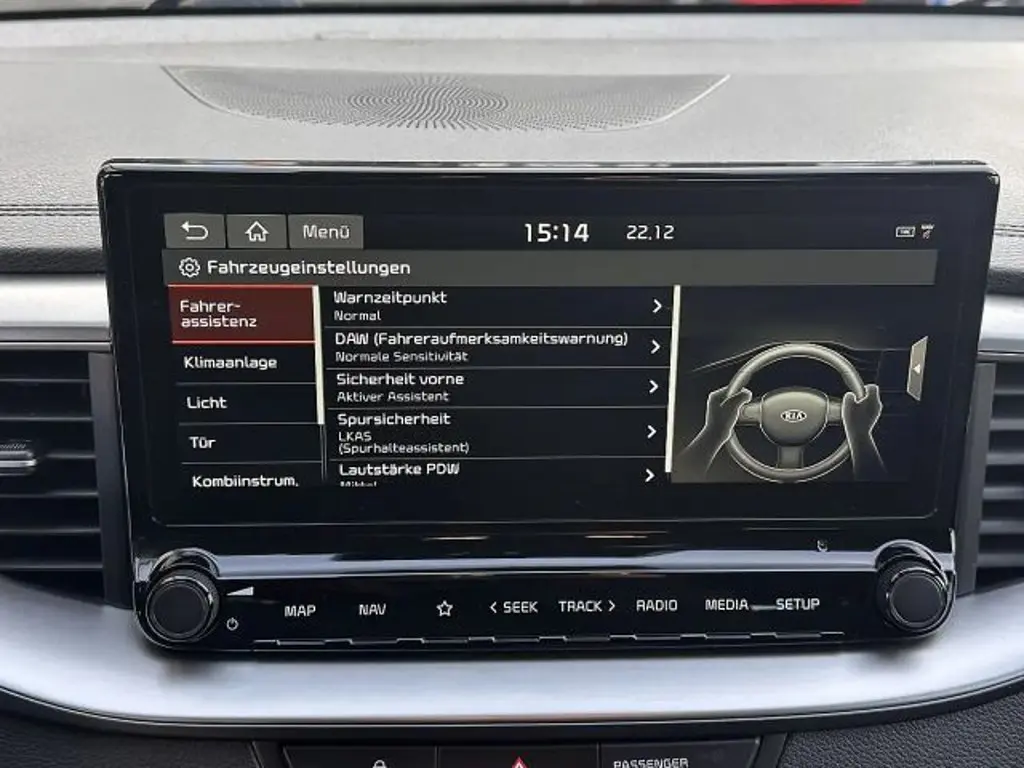 Menü 15:14 22.12
Fahrzeugeinstellungen
Fahrer-
assistenz
Klimaanlage
Licht
Tür
Kombiinstrum.
Warnzeitpunkt
Normal
DAW (Fahreraufmerksamkeitswarnung)
Normale Sensitivität
Sicherheit vorne
Aktiver Assistent
Spursicherheit
LKAS
(Spurhalteassistent)
Lautstärke PDW
Mittel
KIA
MAP NAV < SEEK TRACK > RADIO MEDIA SETUP
PASSENGER